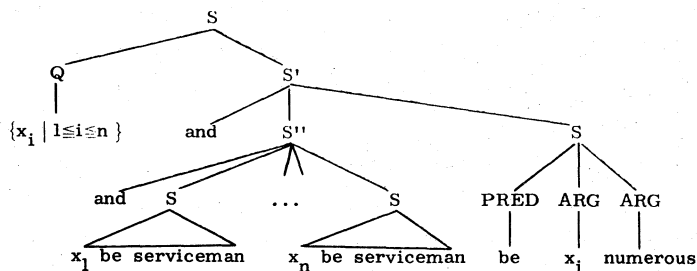 S
Q S'
{x_i | 1≦i≦n } and S'' S
and S ... S PRED ARG ARG
x_1 be serviceman x_n be serviceman be x_i numerous